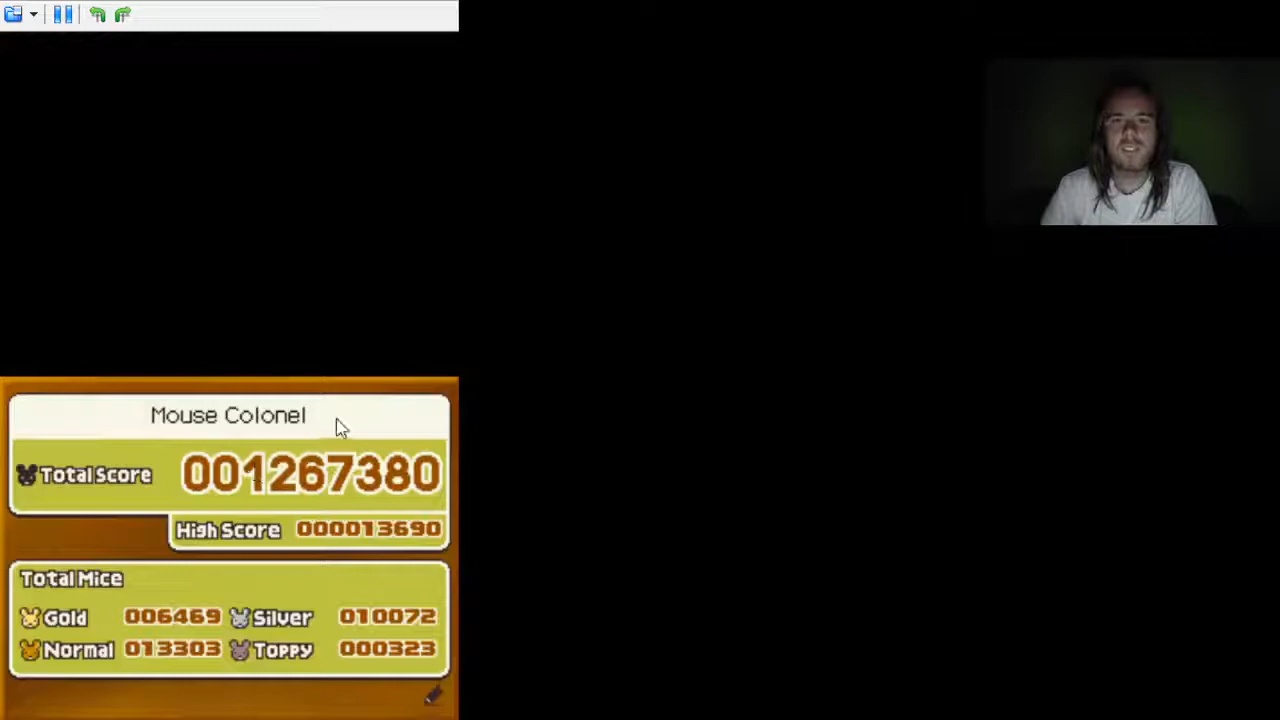 Mouse Colonel
Total Score 001267380
High Score 000013690
Total Mice
Gold 006469 Silver 010072
Normal 013303 Toppy 000323